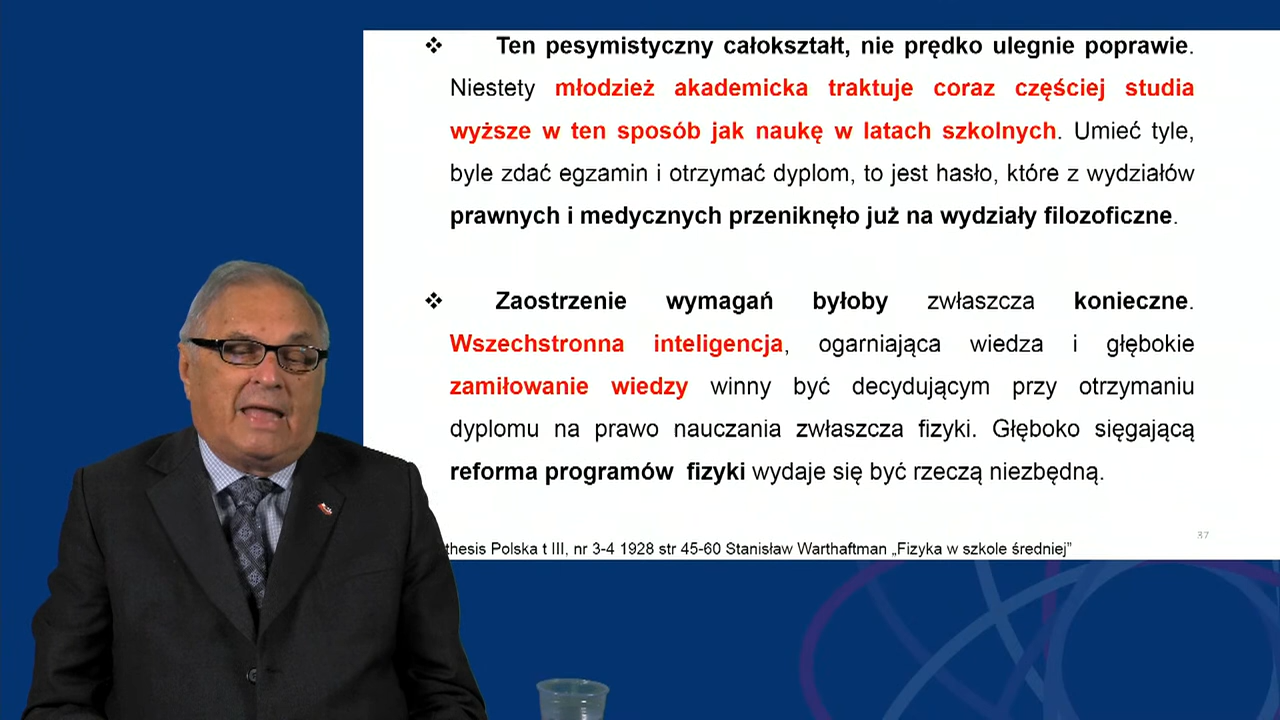 ❖ Ten pesymistyczny całokształt, nie prędko ulegnie poprawie.
Niestety młodzież akademicka traktuje coraz częściej studia
wyższe w ten sposób jak naukę w latach szkolnych. Umieć tyle,
byle zdać egzamin i otrzymać dyplom, to jest hasło, które z wydziałów
prawnych i medycznych przeniknęło już na wydziały filozoficzne.
❖ Zaostrzenie wymagań byłoby zwłaszcza konieczne.
Wszechstronna inteligencja, ogarniająca wiedza i głębokie
zamiłowanie wiedzy winny być decydującym przy otrzymaniu
dyplomu na prawo nauczania zwłaszcza fizyki. Głęboko sięgającą
reforma programów fizyki wydaje się być rzeczą niezbędną.
37
thesis Polska t III, nr 3-4 1928 str 45-60 Stanisław Warthaftman „Fizyka w szkole średniej”